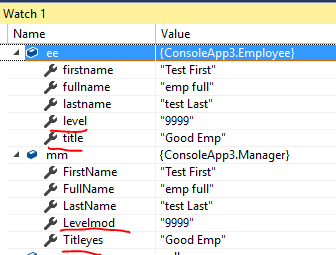 Watch 1
Name Value
ee {ConsoleApp3.Employee}
firstname "Test First"
fullname "emp full"
lastname "test Last"
level "9999"
title "Good Emp"
mm {ConsoleApp3.Manager}
FirstName "Test First"
FullName "emp full"
LastName "test Last"
Levelmod "9999"
Titleyes "Good Emp"